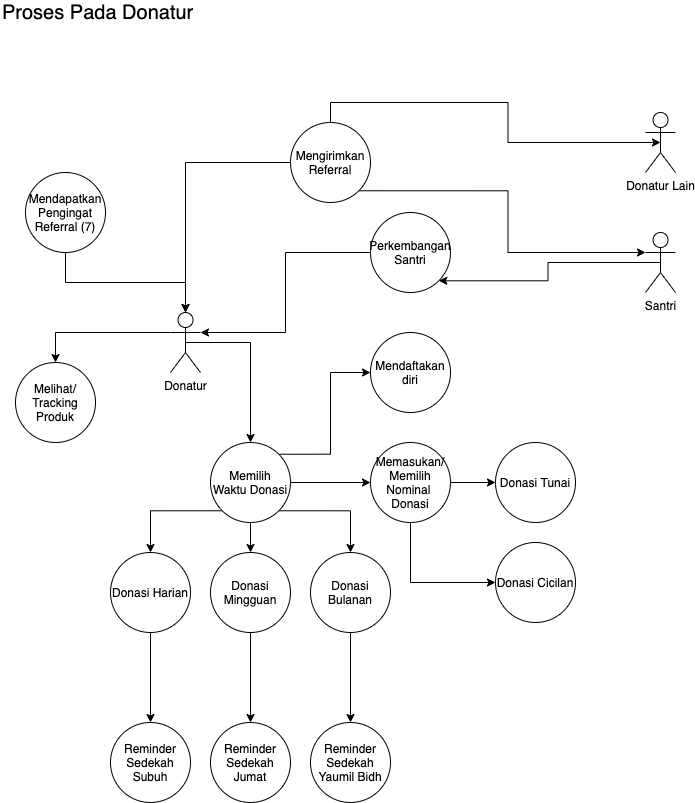 Proses Pada Donatur
Mengirimkan
Referral
Donatur Lain
Mendapatkan
Pengingat
Referral (7)
Perkembangan
Santri
Santri
Donatur
Melihat/
Tracking
Produk
Mendaftakan
diri
Memilih
Waktu Donasi
Memasukan/
Memilih
Nominal
Donasi
Donasi Tunai
Donasi Harian
Donasi
Mingguan
Donasi
Bulanan
Donasi Cicilan
Reminder
Sedekah
Subuh
Reminder
Sedekah
Jumat
Reminder
Sedekah
Yaumil Bidh